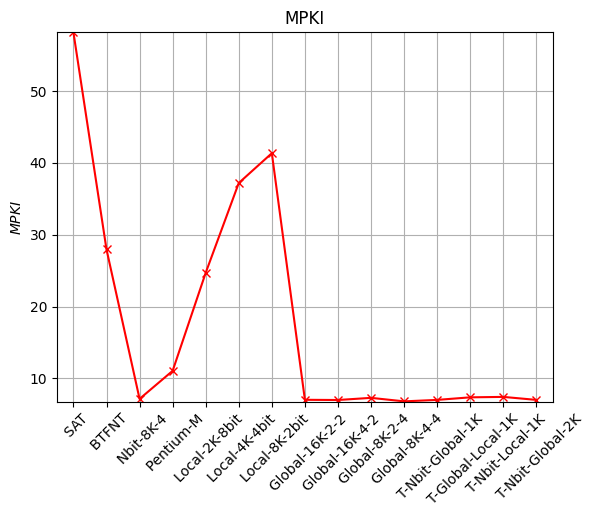 MPKI
MPKI
50
40
30
20
10
SAT
BTFNT
Nbit-8K-4
Pentium-M
Local-2K-8bit
Local-4K-4bit
Local-8K-2bit
Global-16K-2-2
Global-16K-4-2
Global-8K-2-4
Global-8K-4-4
T-Nbit-Global-1K
T-Global-Local-1K
T-Nbit-Local-1K
T-Nbit-Global-2K